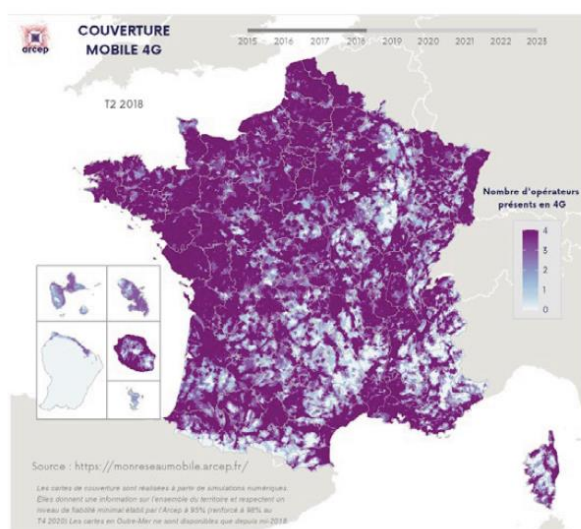 arcep
COUVERTURE
MOBILE 4G
2015 2016 2017 2018 2019 2020 2021 2022 2023
T2 2018
Nombre d'opérateurs
présents en 4G
4
3
2
1
0
Source : https://monreseaumobile.arcep.fr/
Les cartes de couverture sont réalisées à partir de simulations numériques.
Elles donnent une information sur l'ensemble du territoire et respectent un
niveau de fiabilité minimal établi par l'Arcep à 95% (renforcé à 98% au
T4 2020) Les cartes en Outre-Mer ne sont disponibles que depuis mi-2018